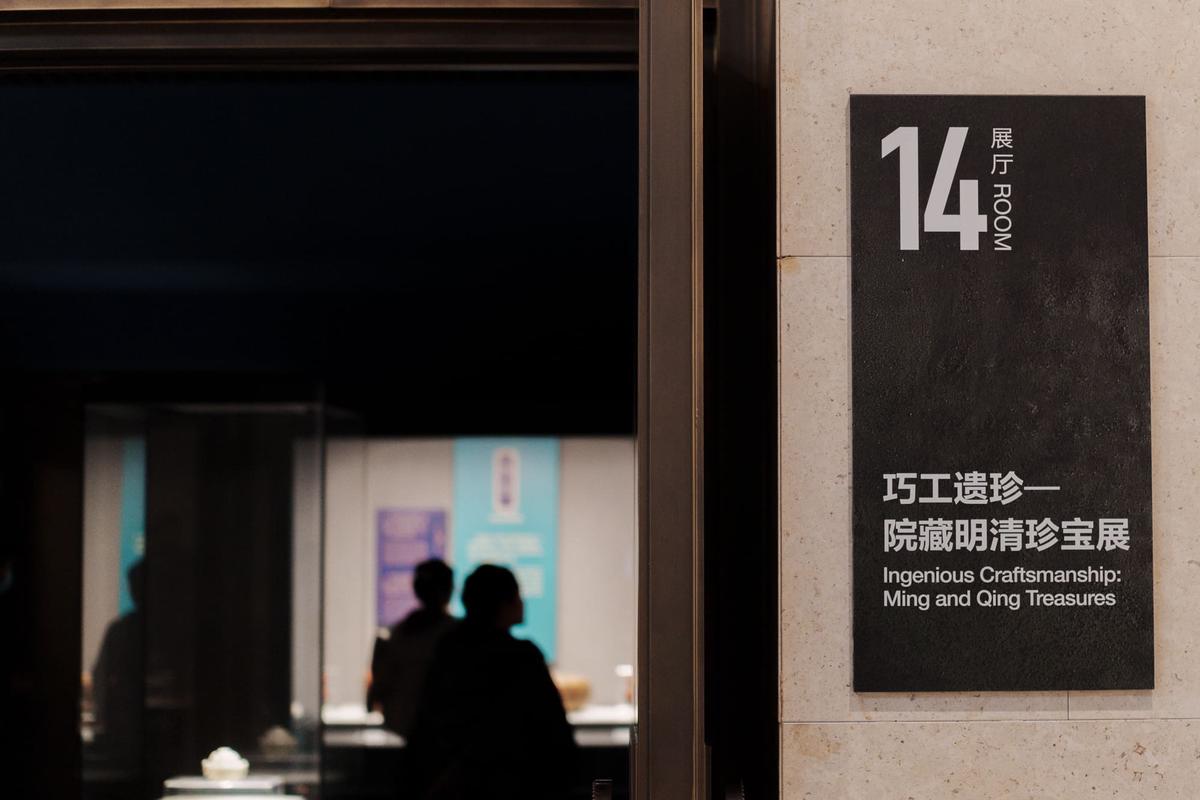 14
展厅 ROOM
巧工遗珍—
院藏明清珍宝展
Ingenious Craftsmanship:
Ming and Qing Treasures